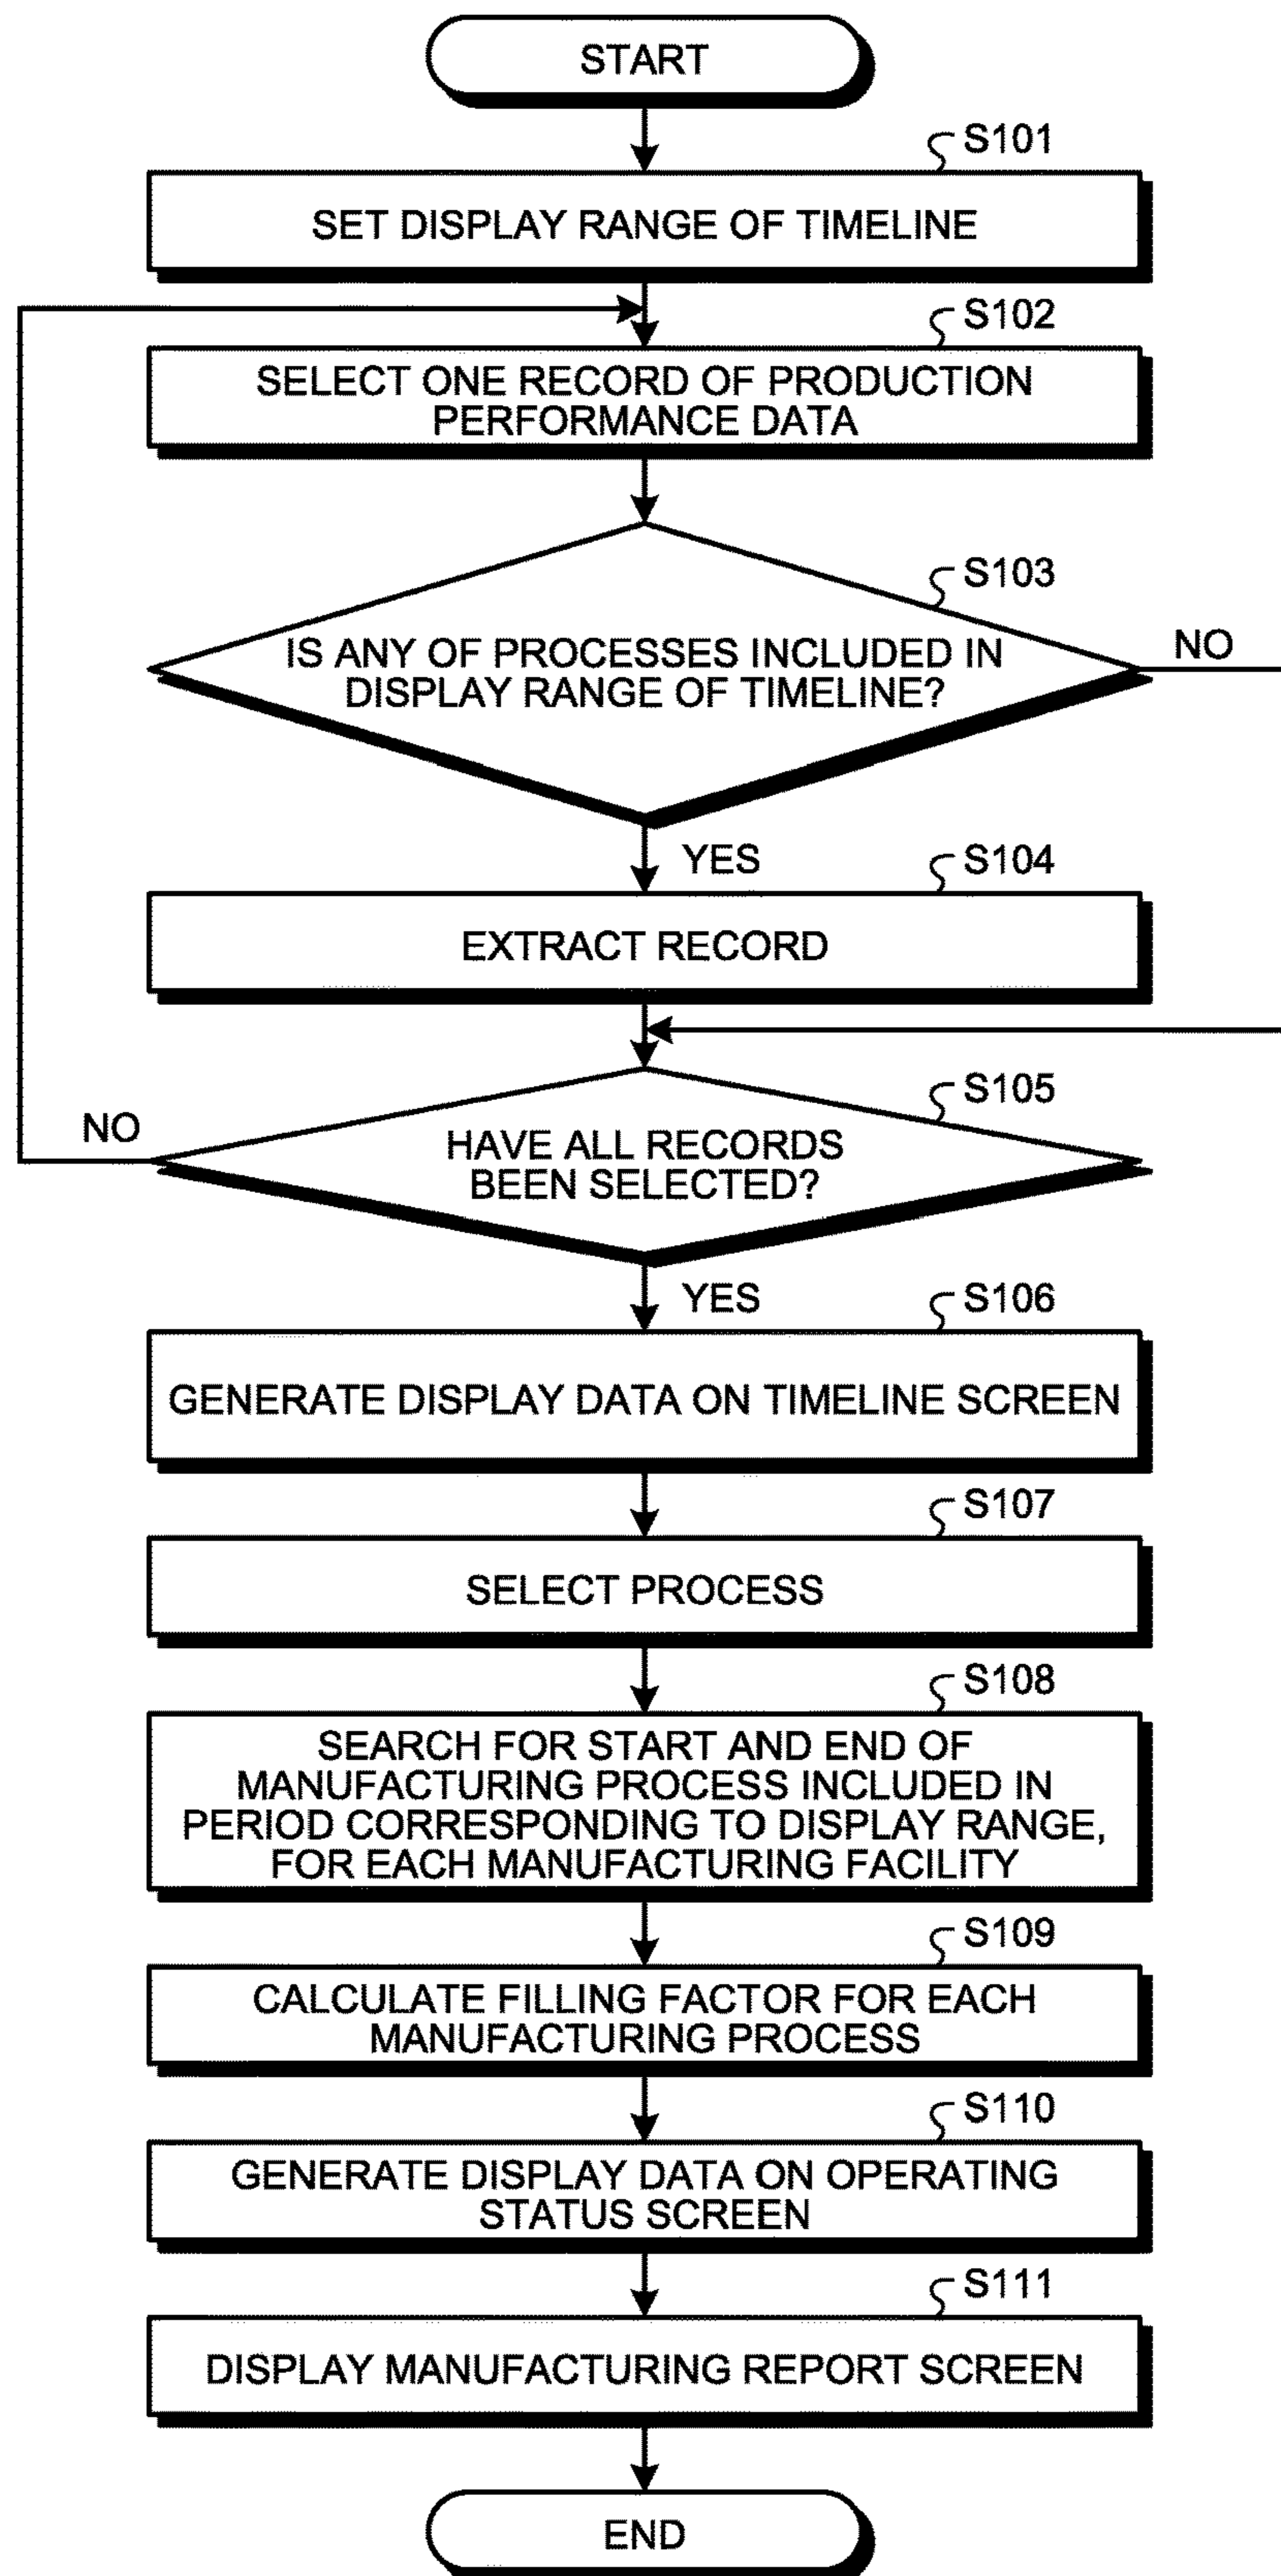 START
S101
SET DISPLAY RANGE OF TIMELINE
S102
SELECT ONE RECORD OF PRODUCTION
PERFORMANCE DATA
S103
IS ANY OF PROCESSES INCLUDED IN
DISPLAY RANGE OF TIMELINE?
NO
YES
S104
EXTRACT RECORD
S105
NO
HAVE ALL RECORDS
BEEN SELECTED?
YES
S106
GENERATE DISPLAY DATA ON TIMELINE SCREEN
S107
SELECT PROCESS
S108
SEARCH FOR START AND END OF
MANUFACTURING PROCESS INCLUDED IN
PERIOD CORRESPONDING TO DISPLAY RANGE,
FOR EACH MANUFACTURING FACILITY
S109
CALCULATE FILLING FACTOR FOR EACH
MANUFACTURING PROCESS
S110
GENERATE DISPLAY DATA ON OPERATING
STATUS SCREEN
S111
DISPLAY MANUFACTURING REPORT SCREEN
END